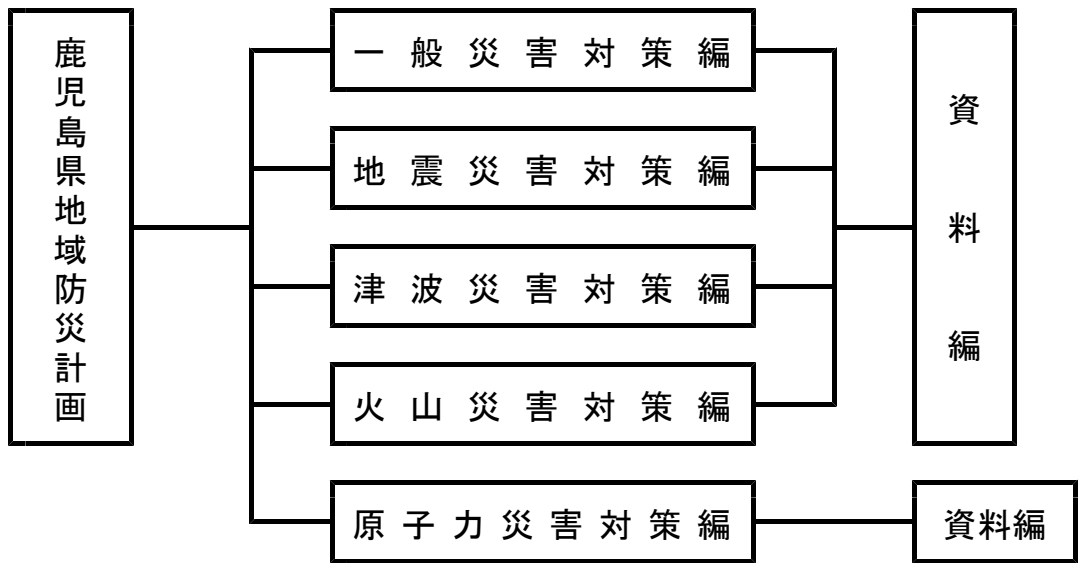 鹿児島県地域防災計画
一般災害対策編
地震災害対策編
津波災害対策編
火山災害対策編
原子力災害対策編
資料編
資料編